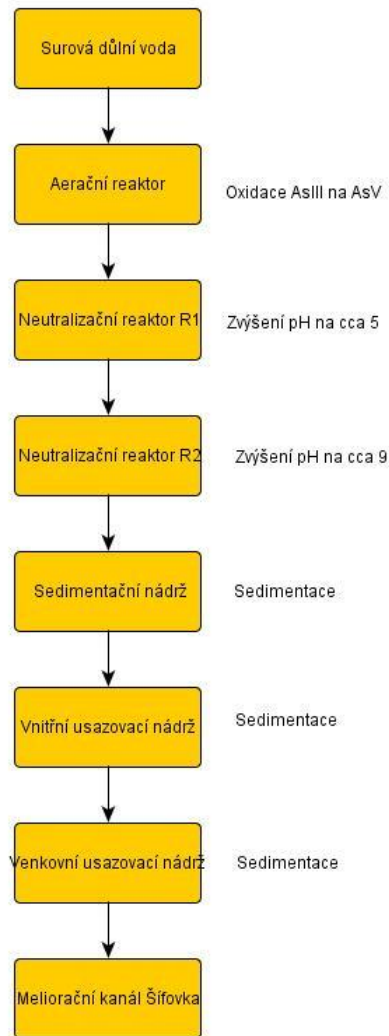 Surová důlní voda
Aerační reaktor
Oxidace AsIII na AsV
Neutralizační reaktor R1
Zvýšení pH na cca 5
Neutralizační reaktor R2
Zvýšení pH na cca 9
Sedimentační nádrž
Sedimentace
Vnitřní usazovací nádrž
Sedimentace
Venkovní usazovací nádrž
Sedimentace
Meliorační kanál Šífovka